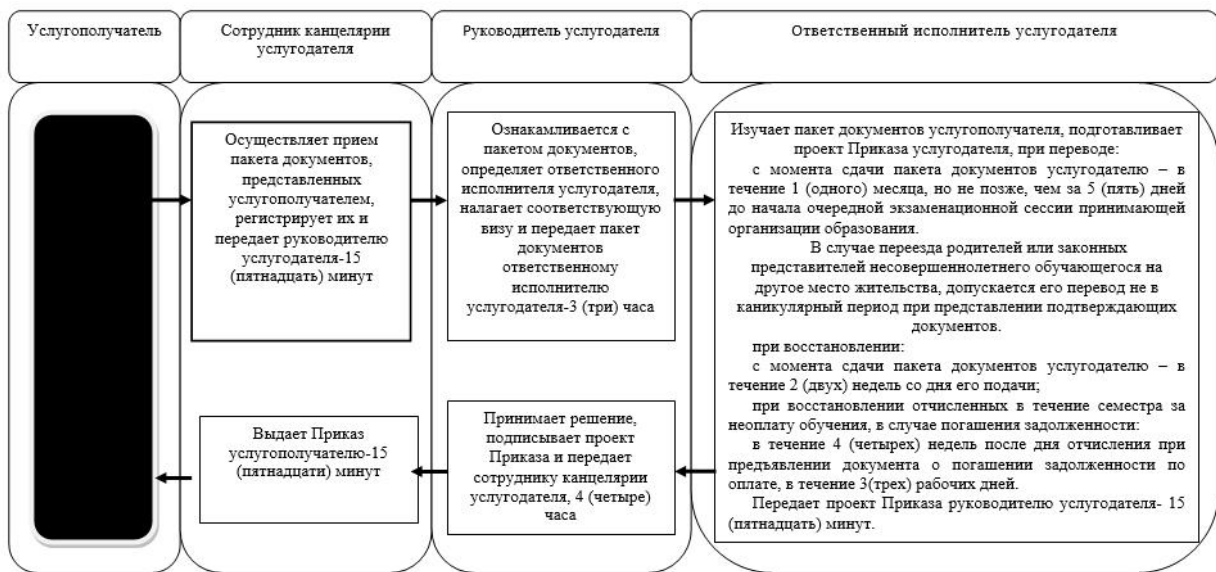 Услугополучатель
Сотрудник канцелярии
услугодателя
Руководитель услугодателя
Ответственный исполнитель услугодателя
Осуществляет прием
пакета документов,
представленных
услугополучателем,
регистрирует их и
передает руководителю
услугодателя-15
(пятнадцать) минут
Ознакамливается с
пакетом документов,
определяет ответственного
исполнителя услугодателя,
налагает соответствующую
визу и передает пакет
документов
ответственному
исполнителю
услугодателя-3 (три) часа
Изучает пакет документов услугополучателя, подготавливает
проект Приказа услугодателя, при переводе:
с момента сдачи пакета документов услугодателю – в
течение 1 (одного) месяца, но не позже, чем за 5 (пять) дней
до начала очередной экзаменационной сессии принимающей
организации образования.
В случае переезда родителей или законных
представителей несовершеннолетнего обучающегося на
другое место жительства, допускается его перевод не в
каникулярный период при представлении подтверждающих
документов.
при восстановлении:
с момента сдачи пакета документов услугодателю – в
течение 2 (двух) недель со дня его подачи;
при восстановлении отчисленных в течение семестра за
неоплату обучения, в случае погашения задолженности:
в течение 4 (четырех) недель после дня отчисления при
предъявлении документа о погашении задолженности по
оплате, в течение 3(трех) рабочих дней.
Передает проект Приказа руководителю услугодателя- 15
(пятнадцать) минут.
Принимает решение,
подписывает проект
Приказа и передает
сотруднику канцелярии
услугодателя, 4 (четыре)
часа
Выдает Приказ
услугополучателю-15
(пятнадцати) минут